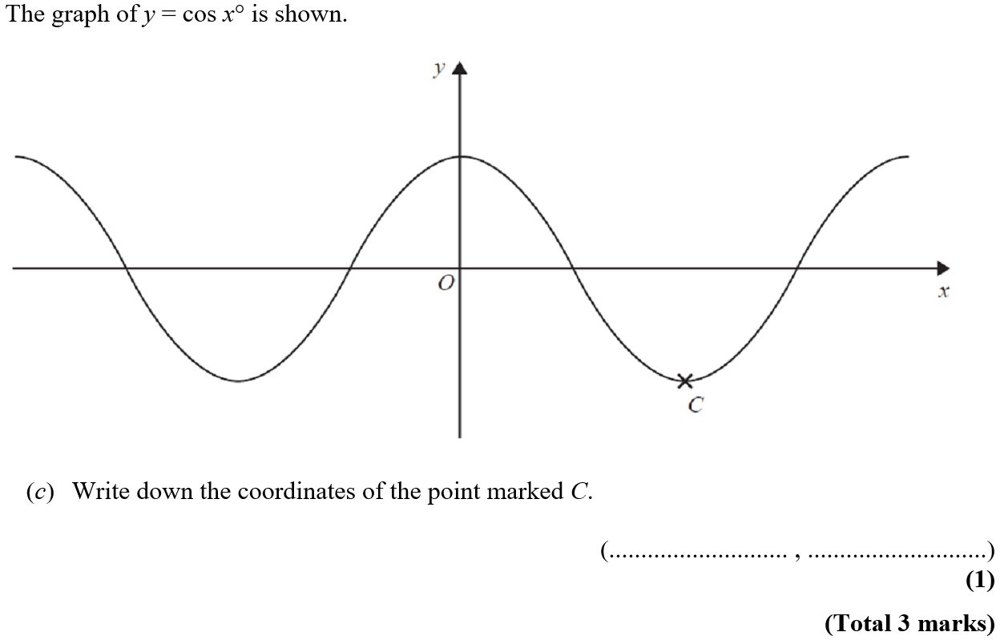 The graph of y = cos x° is shown.
y
O
x
C
(c) Write down the coordinates of the point marked C.
(............................ , ............................)
(1)
(Total 3 marks)